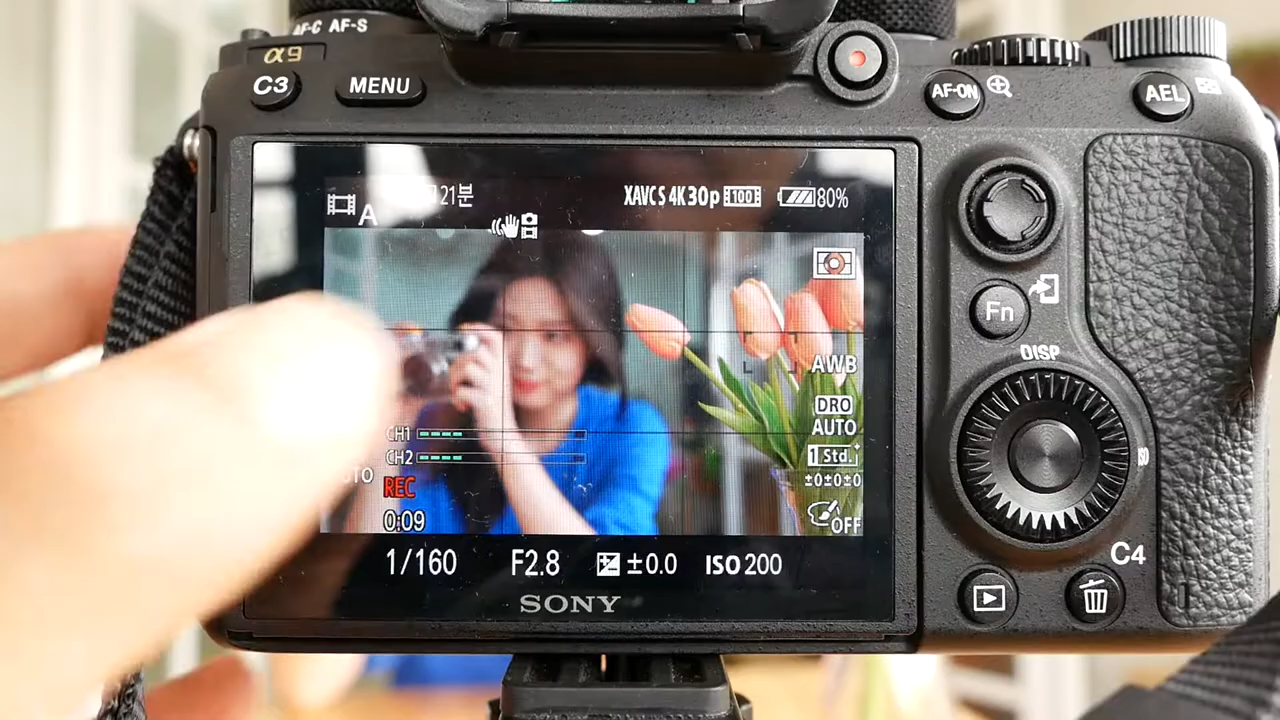 AF-C AF-S
α9
C3
MENU
AF-ON
AEL
21분
XAVC S 4K 30p 100
80%
A
Fn
DISP
AWB
DRO
AUTO
CH1
CH2
1 Std.
±0±0±0
REC
0:09
OFF
1/160 F2.8 ±0.0 ISO 200
SONY
ISO
C4